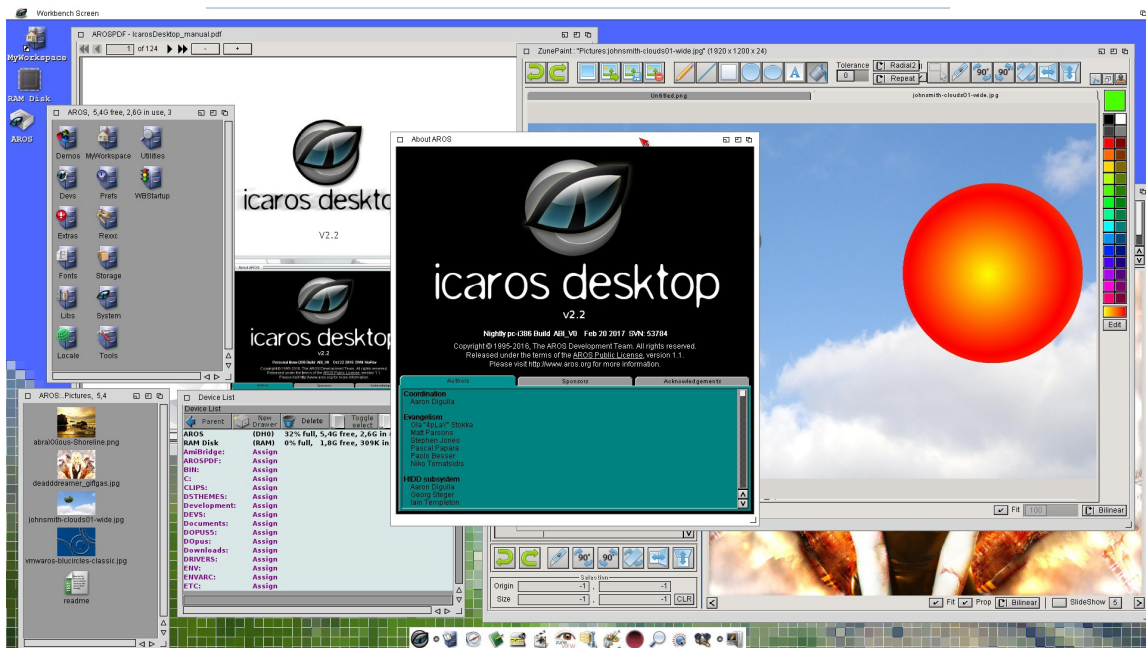 Workbench Screen
MyWorkspace
RAM Disk
AROS
AROSPDF - IcarosDesktop_manual.pdf
1 of 124 - +
icaros deskto
V2.2
About AROS
icaros desktop
v2.2
AROS, 5,4G free, 2,6G in use, 3
Demos MyWorkspace Utilities
Devs Prefs WBStartup
Extras Rexxc
Fonts Storage
Libs System
Locale Tools
AROS:.Pictures, 5,4
abraXXious-Shoreline.png
deadddreamer_giftgas.jpg
johnsmith-clouds01-wide.jpg
vmwaros-blucircles-classic.jpg
readme
Device List
Device List
Parent New Drawer Delete Toggle select
AROS (DH0) 32% full, 5,4G free, 2,6G in
RAM Disk (RAM) 0% full, 1,8G free, 309K in
AmiBridge: Assign
AROSPDF: Assign
BIN: Assign
C: Assign
CLIPS: Assign
D5THEMES: Assign
Development: Assign
DEVS: Assign
Documents: Assign
DOPUS5: Assign
DOpus: Assign
Downloads: Assign
DRIVERS: Assign
ENV: Assign
ENVARC: Assign
ETC: Assign
ZunePaint : "Pictures:johnsmith-clouds01-wide.jpg" (1920 x 1200 x 24)
A
Tolerance
0
Radial2
Repeat
90° 90°
Untitled.png johnsmith-clouds01-wide.jpg
Edit
Fit 100 Bilinear
About AROS
icaros desktop
v2.2
Nightly pc-i386 Build ABI_V0 Feb 20 2017 SVN: 53784
Copyright © 1995-2016, The AROS Development Team. All rights reserved.
Released under the terms of the AROS Public License, version 1.1.
Please visit http://www.aros.org for more information.
Authors Sponsors Acknowledgements
Coordination
Aaron Digulla
Evangelism
Ola "4pLaY" Stokka
Matt Parsons
Stephen Jones
Pascal Papara
Paolo Besser
Niko Tomatsidis
HIDD subsystem
Aaron Digulla
Georg Steger
Iain Templeton
90° 90°
Selection
Origin -1 , -1
Size -1 , -1 CLR
Fit Prop Bilinear SlideShow 5